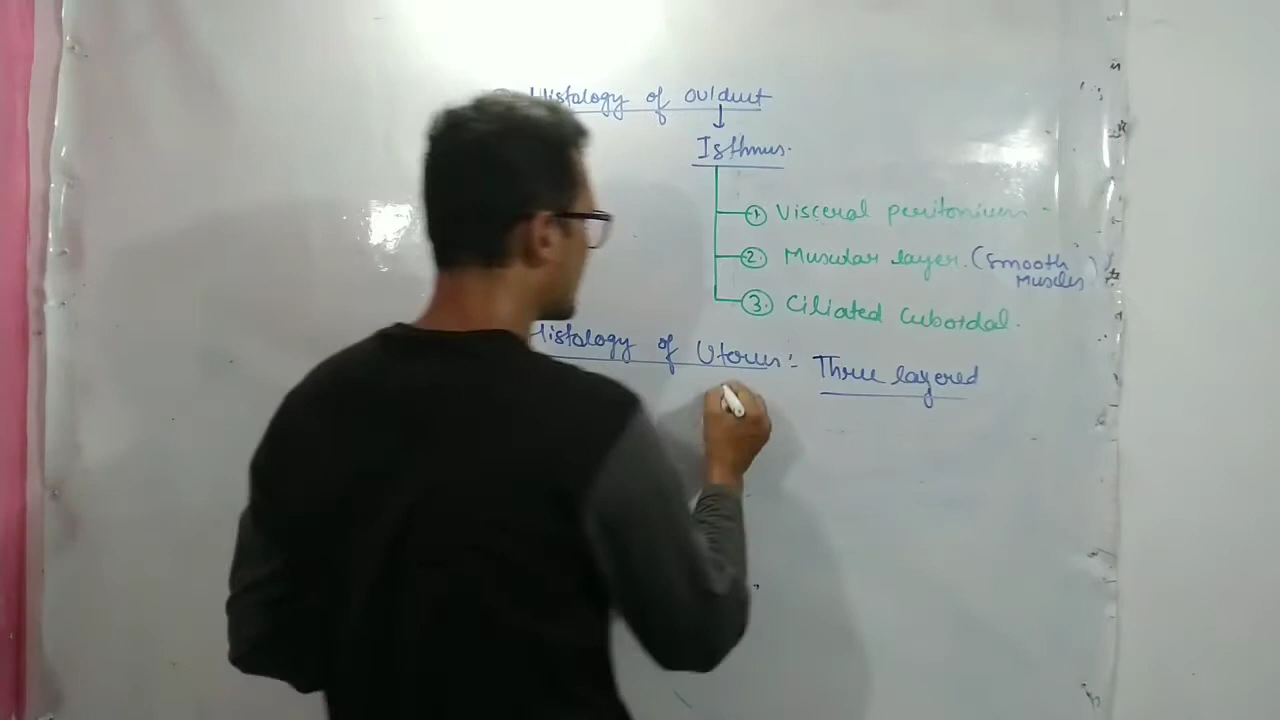 Histology of oviduct
Isthmus.
1 Visceral peritonium -
2. Muscular layer. (Smooth Muscles)
3. Ciliated cuboidal.
Histology of Uterus:- Three layered